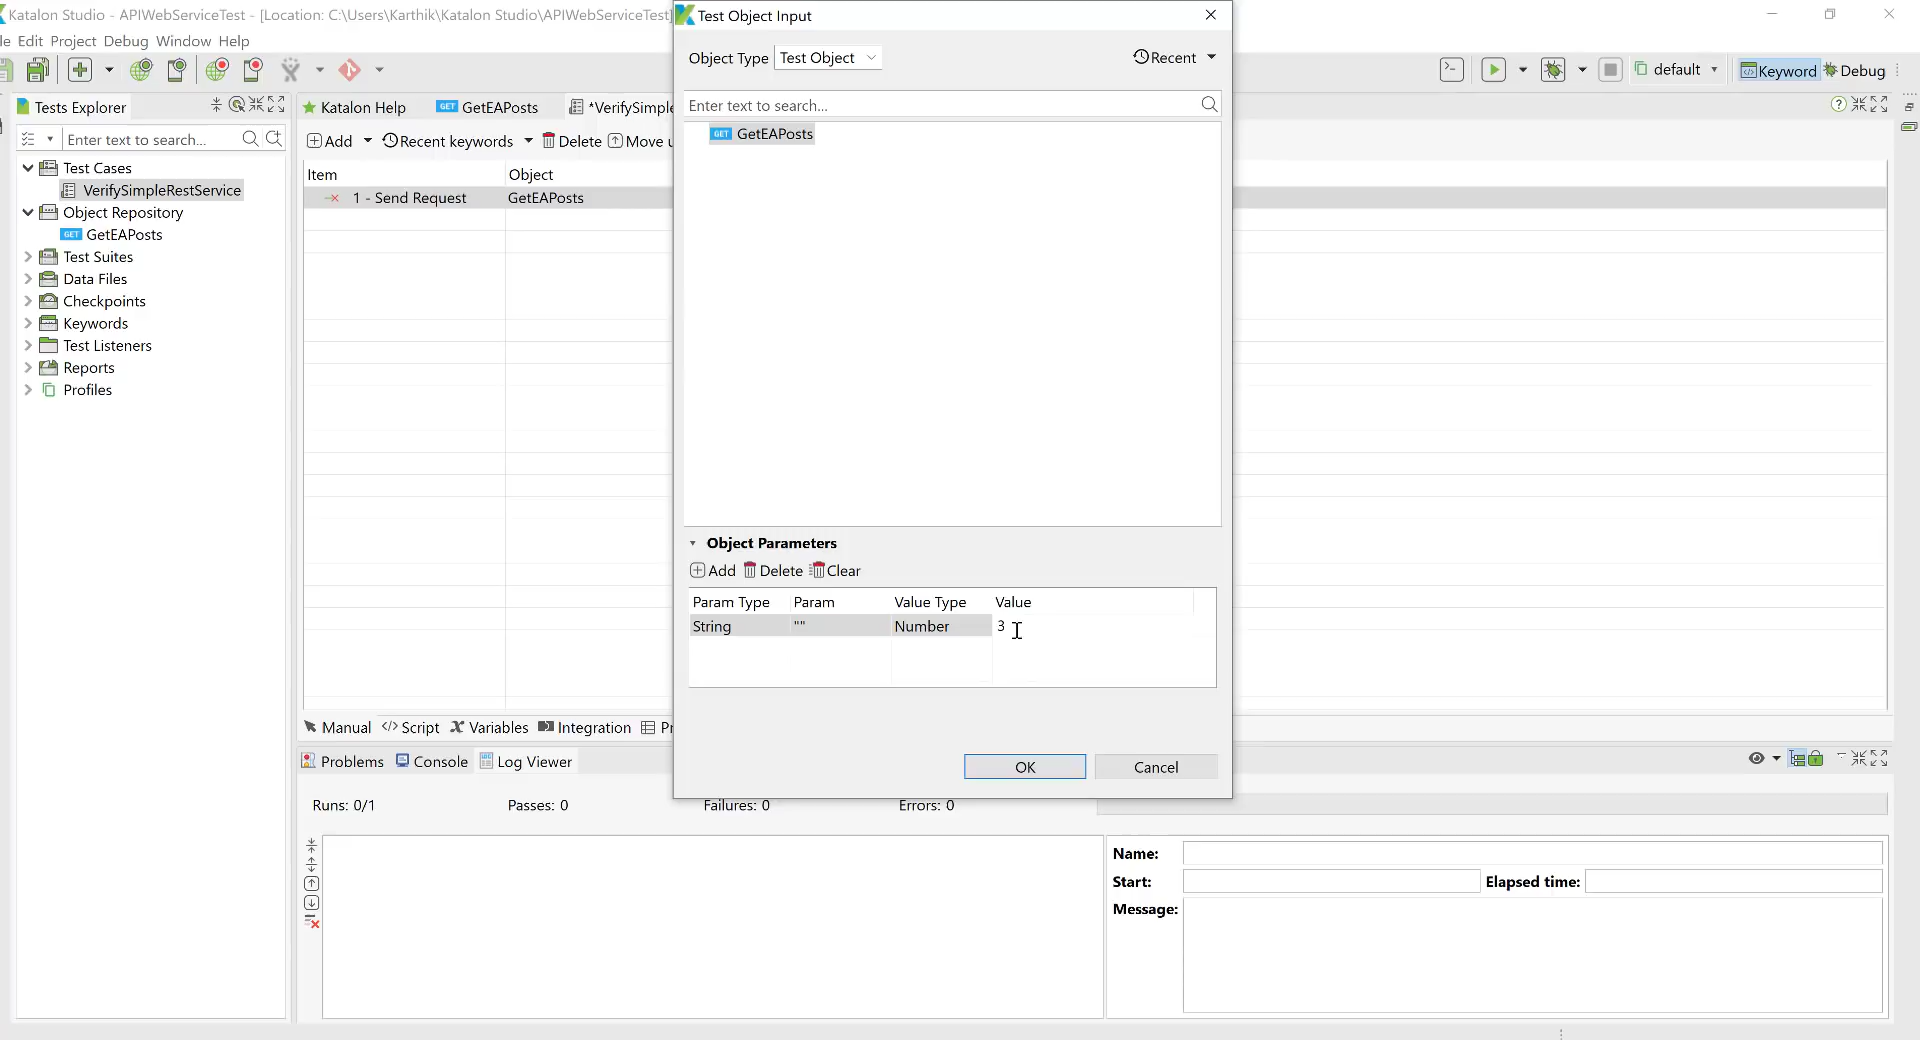 Katalon Studio - APIWebServiceTest - [Location: C:\Users\Karthik\Katalon Studio\APIWebServiceTest]
Test Object Input
le Edit Project Debug Window Help
Object Type Test Object Recent
default Keyword Debug
Tests Explorer
Katalon Help GET GetEAPosts *VerifySimple
Enter text to search...
Enter text to search...
Add Recent keywords Delete Move u
GET GetEAPosts
Test Cases
VerifySimpleRestService
Object Repository
GET GetEAPosts
Test Suites
Data Files
Checkpoints
Keywords
Test Listeners
Reports
Profiles
Item Object
1 - Send Request GetEAPosts
Object Parameters
Add Delete Clear
Param Type Param Value Type Value
String "" Number 3
OK Cancel
Manual Script Variables Integration Pr
Problems Console Log Viewer
Runs: 0/1 Passes: 0 Failures: 0 Errors: 0
Name:
Start: Elapsed time:
Message: